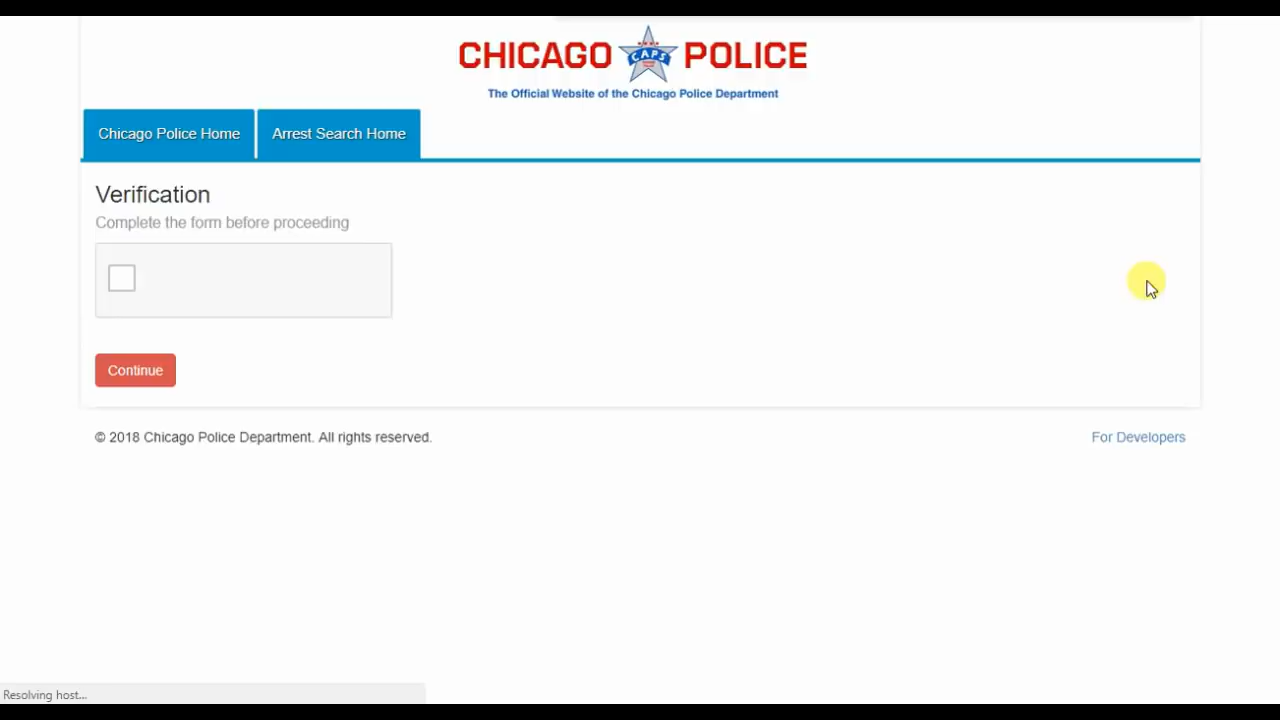 CHICAGO CAPS POLICE
The Official Website of the Chicago Police Department
Chicago Police Home
Arrest Search Home
Verification
Complete the form before proceeding
Continue
© 2018 Chicago Police Department. All rights reserved.
For Developers
Resolving host...